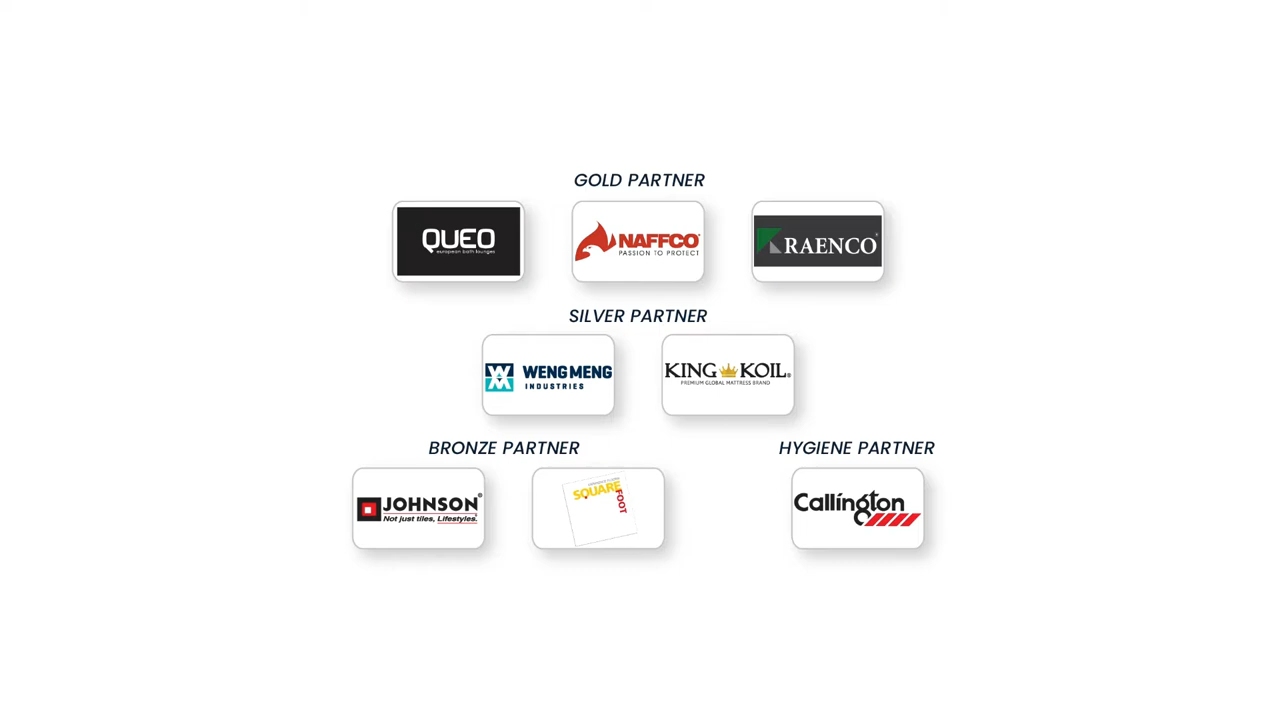 GOLD PARTNER
QUEO
european bath lounges
NAFFCO
PASSION TO PROTECT
RAENCO
SILVER PARTNER
WENG MENG
INDUSTRIES
KING KOIL®
PREMIUM GLOBAL MATTRESS BRAND
BRONZE PARTNER
HYGIENE PARTNER
JOHNSON®
Not just tiles, Lifestyles.
SQUARE
FOOT
Callington